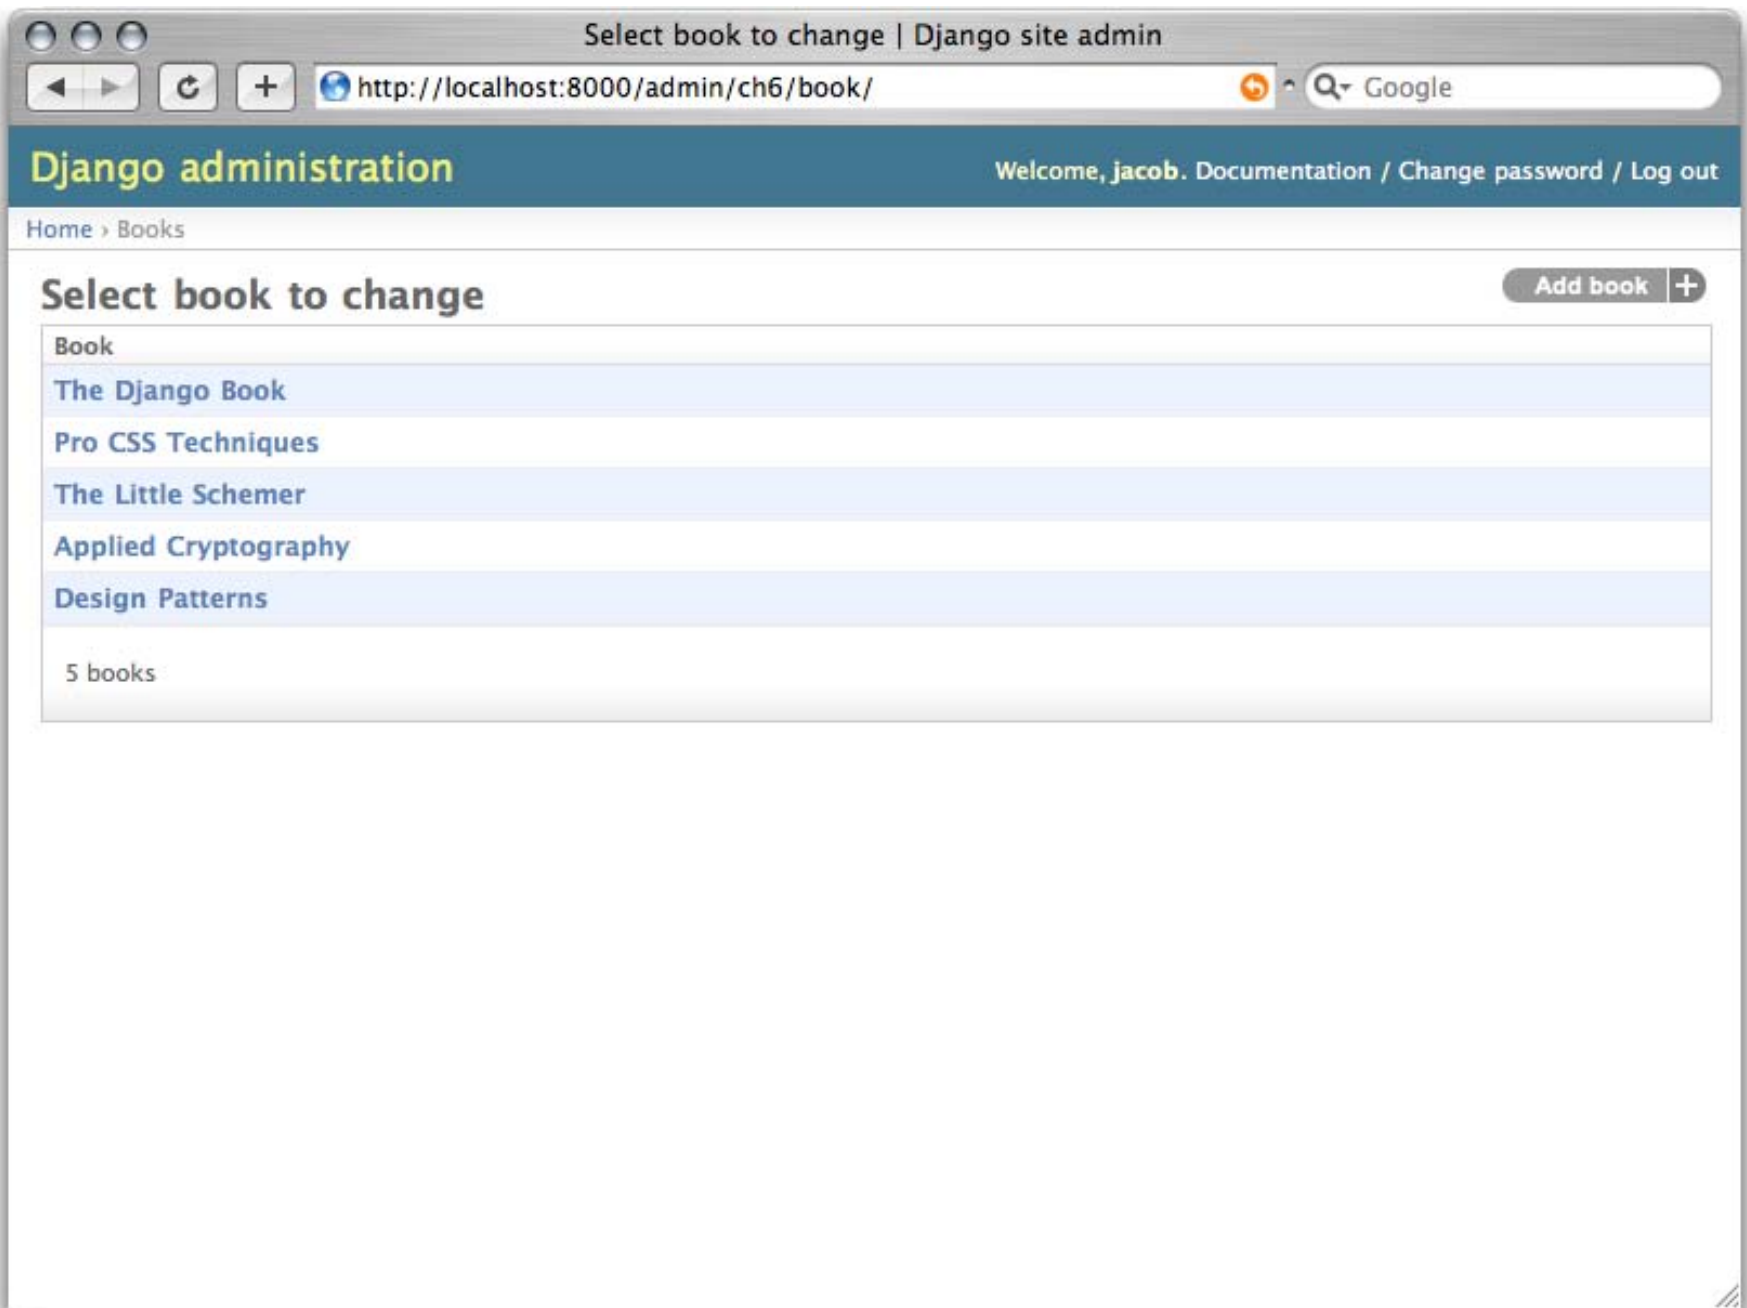 Select book to change | Django site admin
http://localhost:8000/admin/ch6/book/
Google
Django administration
Welcome, jacob. Documentation / Change password / Log out
Home › Books
Select book to change
Add book +
Book
The Django Book
Pro CSS Techniques
The Little Schemer
Applied Cryptography
Design Patterns
5 books